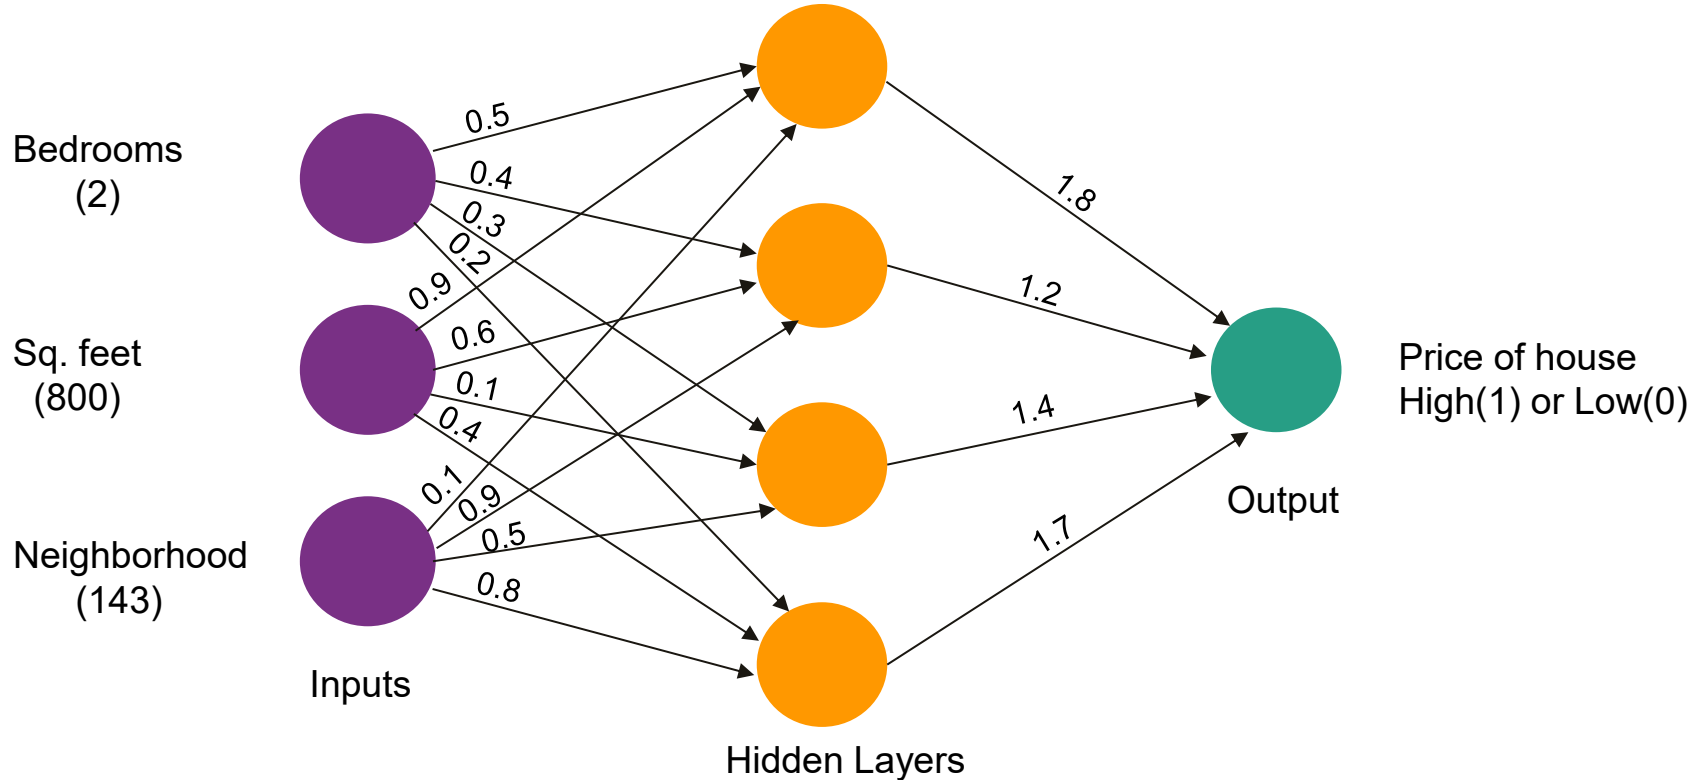 Bedrooms
(2)
Sq. feet
(800)
Neighborhood
(143)
Inputs
0.5
0.4
0.3
0.2
0.9
0.6
0.1
0.4
0.1
0.9
0.5
0.8
Hidden Layers
1.8
1.2
1.4
1.7
Price of house
High(1) or Low(0)
Output